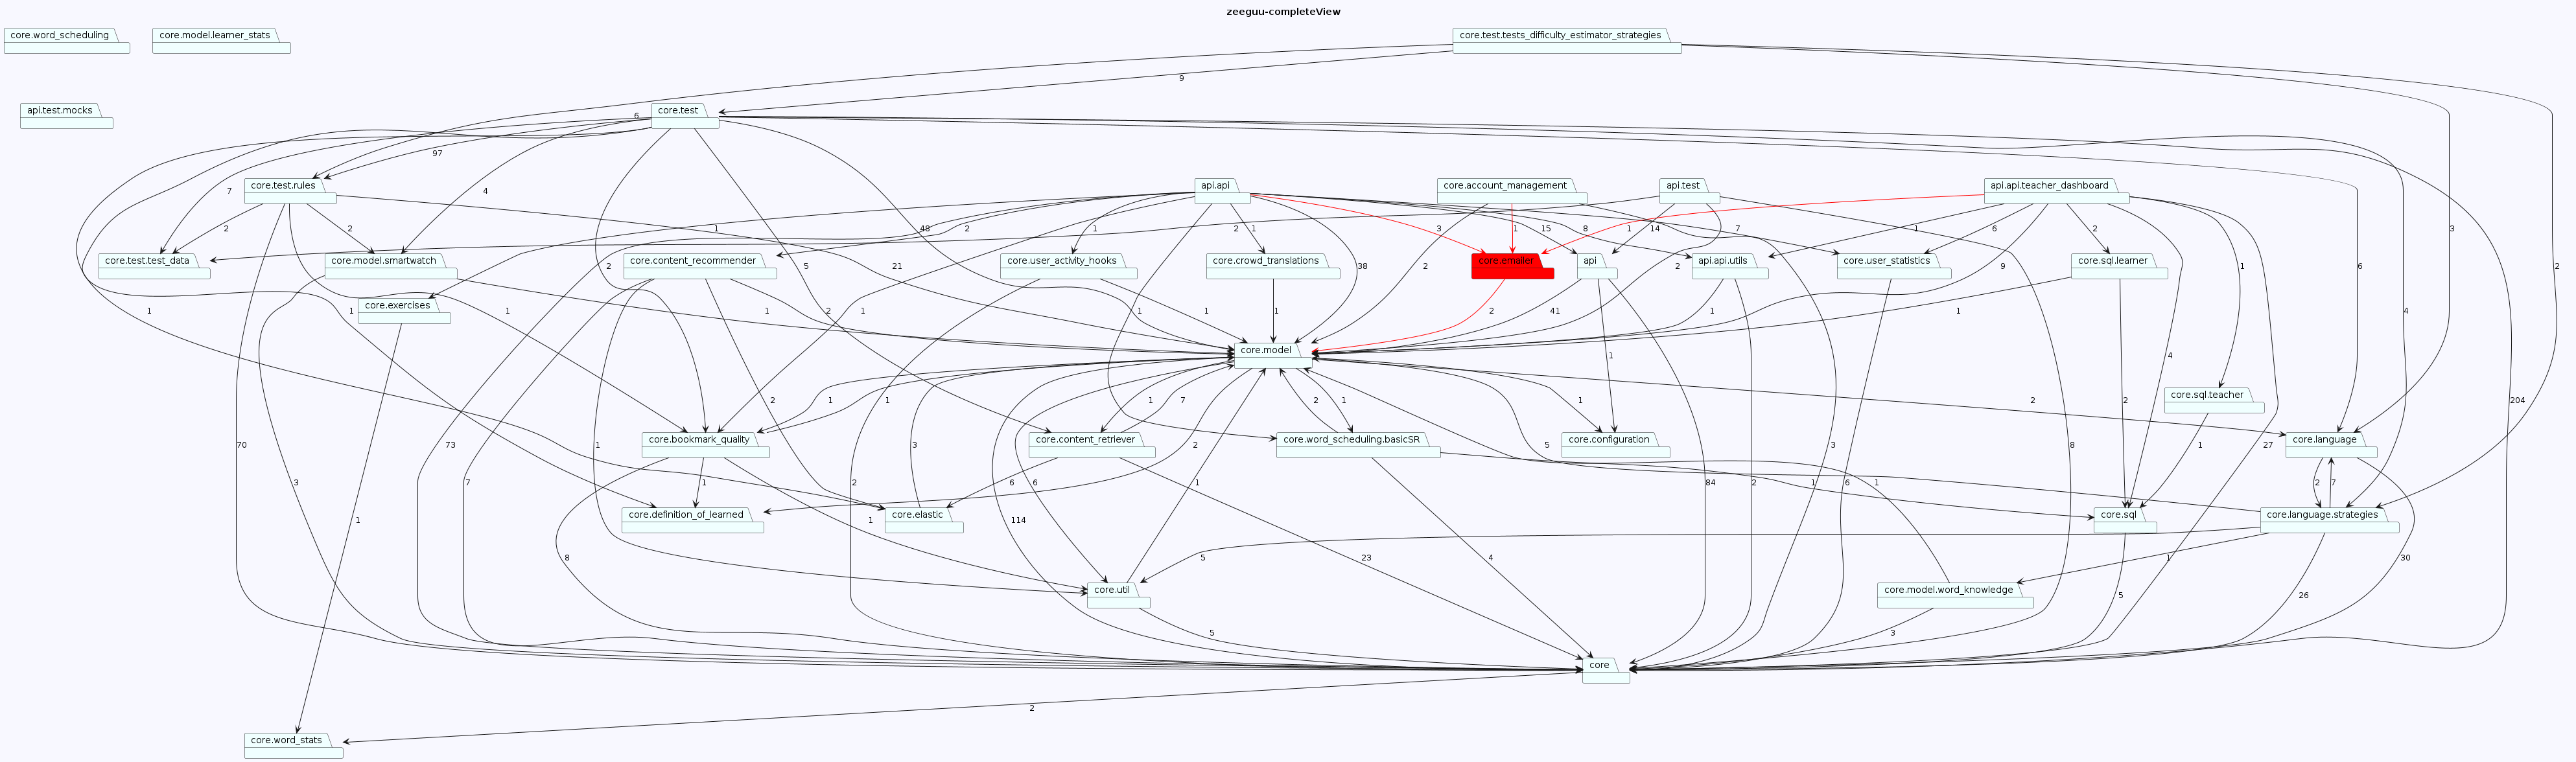 zeeguu-completeView
core.word_scheduling
core.model.learner_stats
core.test.tests_difficulty_estimator_strategies
9
api.test.mocks
core.test
6
97
core.test.rules
api.api
core.account_management
api.test
api.api.teacher_dashboard
7
4
2
2
48
1
2
1
1
3
1
15
14
8
7
2
1
6
2
3
6
core.test.test_data
core.model.smartwatch
core.content_recommender
core.user_activity_hooks
core.crowd_translations
core.emailer
api
api.api.utils
core.user_statistics
core.sql.learner
2
5
21
38
2
2
9
1
2
core.exercises
1
1
1
1
2
1
1
1
1
2
41
1
1
4
core.model
1
4
core.sql.teacher
1
2
1
7
2
1
1
2
2
204
core.bookmark_quality
core.content_retriever
core.word_scheduling.basicSR
core.configuration
core.language
70
73
1
2
3
5
3
8
27
1
3
7
1
6
6
1
1
84
2
6
2
7
core.definition_of_learned
core.elastic
core.sql
core.language.strategies
1
8
1
114
23
4
5
1
30
core.util
core.model.word_knowledge
5
26
5
3
core
2
core.word_stats